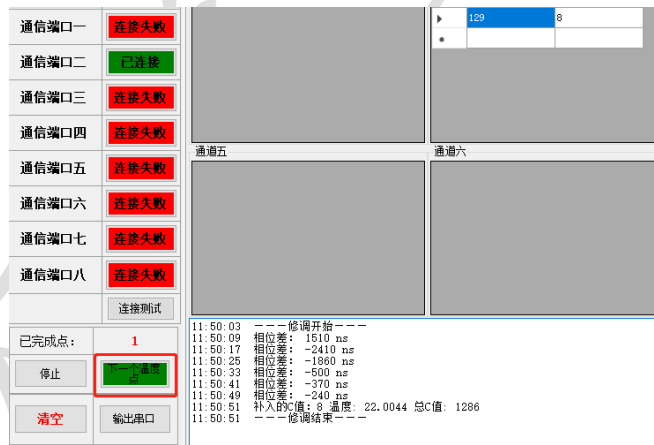 通信端口一 连接失败
129 8
通信端口二 已连接
通信端口三 连接失败
通信端口四 连接失败
通道五 通道六
通信端口五 连接失败
通信端口六 连接失败
通信端口七 连接失败
通信端口八 连接失败
连接测试
已完成点： 1
停止 下一个温度
点
清空 输出串口
11:50:03 ———修调开始———
11:50:09 相位差： 1510 ns
11:50:17 相位差： -2410 ns
11:50:25 相位差： -1860 ns
11:50:33 相位差： -500 ns
11:50:41 相位差： -370 ns
11:50:49 相位差： -240 ns
11:50:51 补入的C值：8 温度: 22.0044 总C值: 1286
11:50:51 ———修调结束———